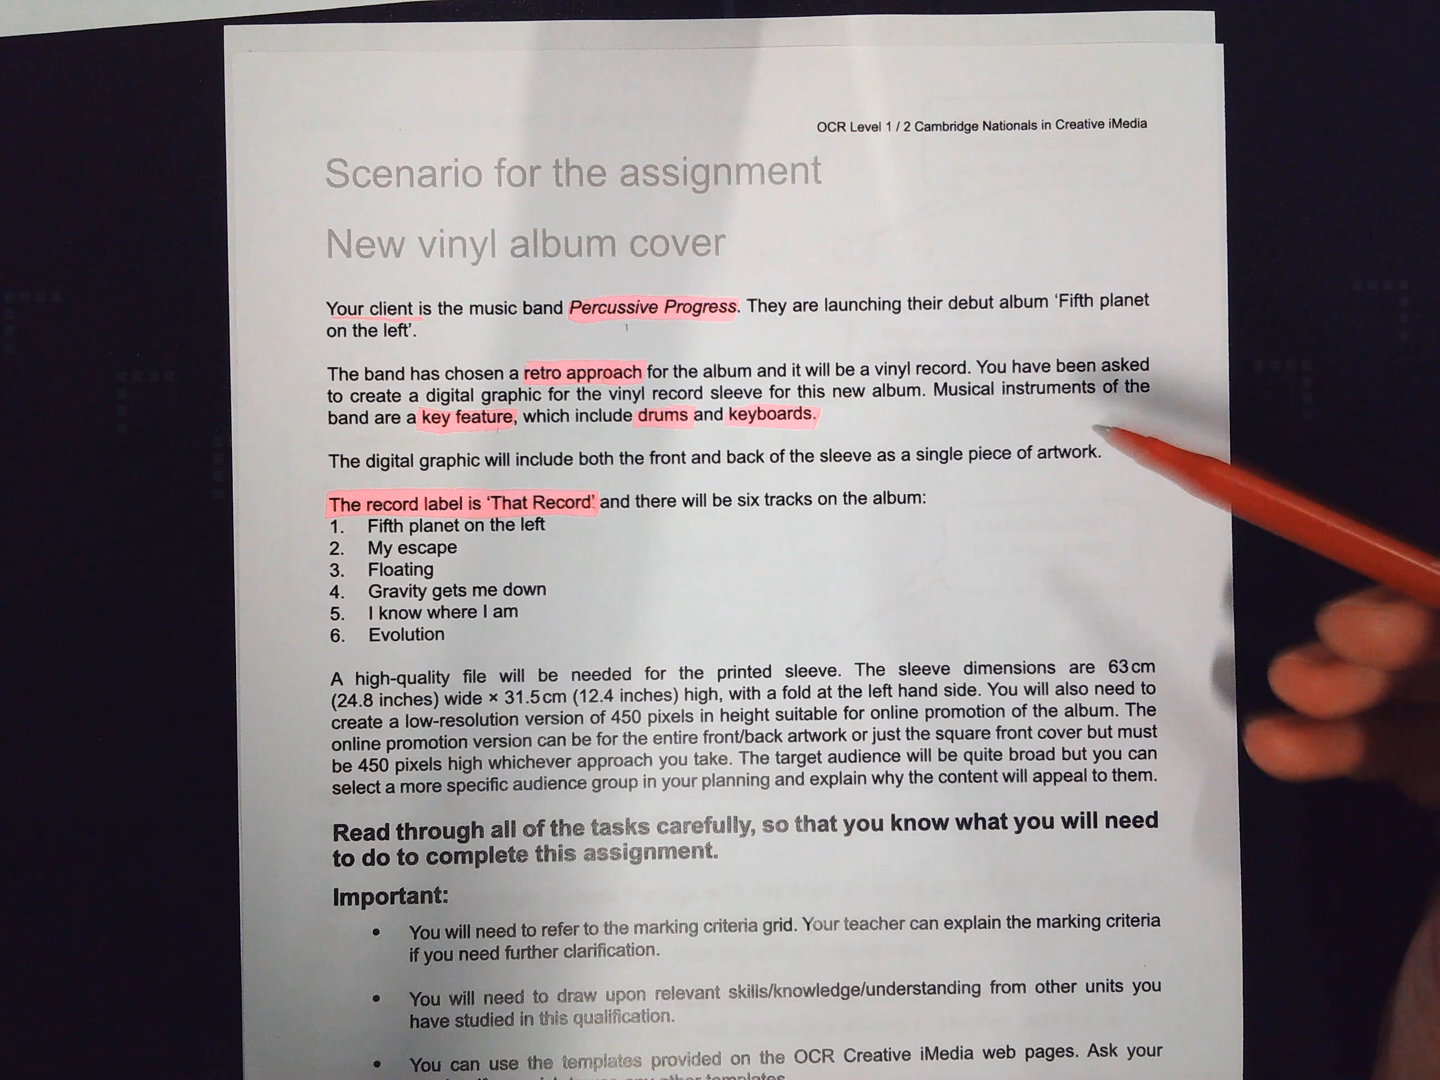 OCR Level 1 / 2 Cambridge Nationals in Creative iMedia
Scenario for the assignment
New vinyl album cover
Your client is the music band Percussive Progress. They are launching their debut album ‘Fifth planet
on the left’.
The band has chosen a retro approach for the album and it will be a vinyl record. You have been asked
to create a digital graphic for the vinyl record sleeve for this new album. Musical instruments of the
band are a key feature, which include drums and keyboards.
The digital graphic will include both the front and back of the sleeve as a single piece of artwork.
The record label is ‘That Record’ and there will be six tracks on the album:
1. Fifth planet on the left
2. My escape
3. Floating
4. Gravity gets me down
5. I know where I am
6. Evolution
A high-quality file will be needed for the printed sleeve. The sleeve dimensions are 63 cm
(24.8 inches) wide × 31.5 cm (12.4 inches) high, with a fold at the left hand side. You will also need to
create a low-resolution version of 450 pixels in height suitable for online promotion of the album. The
online promotion version can be for the entire front/back artwork or just the square front cover but must
be 450 pixels high whichever approach you take. The target audience will be quite broad but you can
select a more specific audience group in your planning and explain why the content will appeal to them.
Read through all of the tasks carefully, so that you know what you will need
to do to complete this assignment.
Important:
• You will need to refer to the marking criteria grid. Your teacher can explain the marking criteria
if you need further clarification.
• You will need to draw upon relevant skills/knowledge/understanding from other units you
have studied in this qualification.
• You can use the templates provided on the OCR Creative iMedia web pages. Ask your